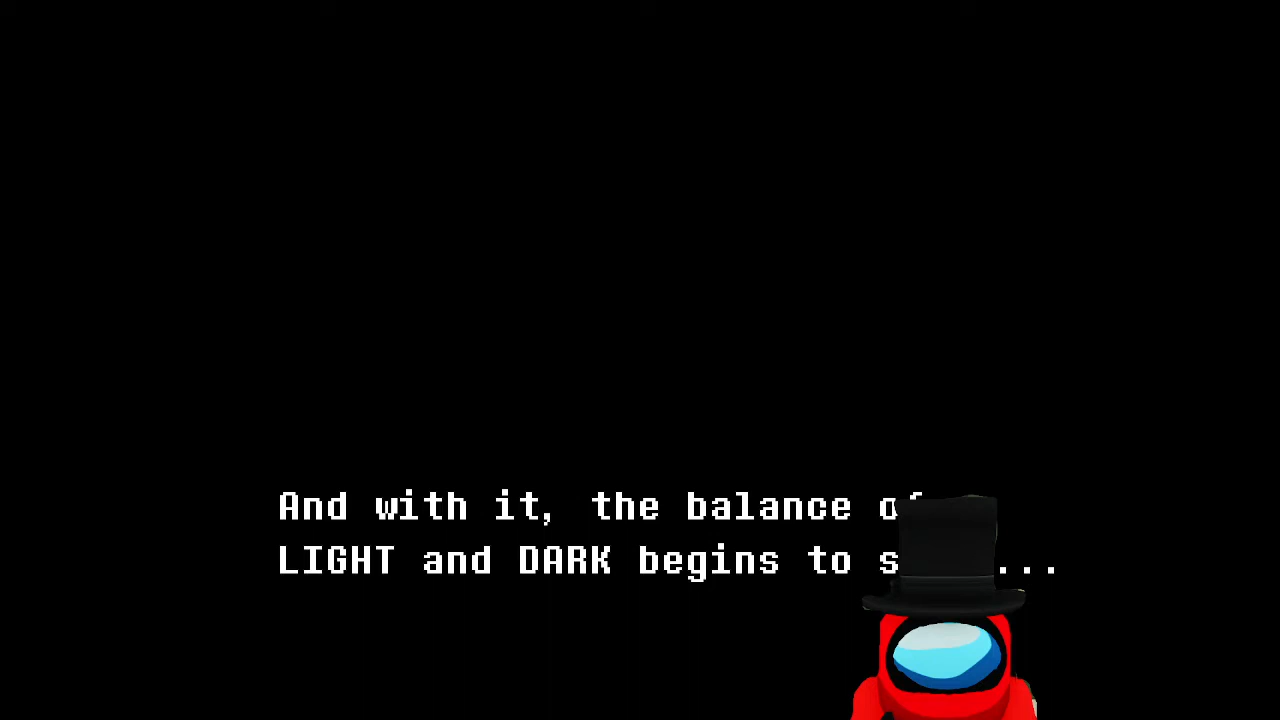 And with it, the balance of
LIGHT and DARK begins to ...